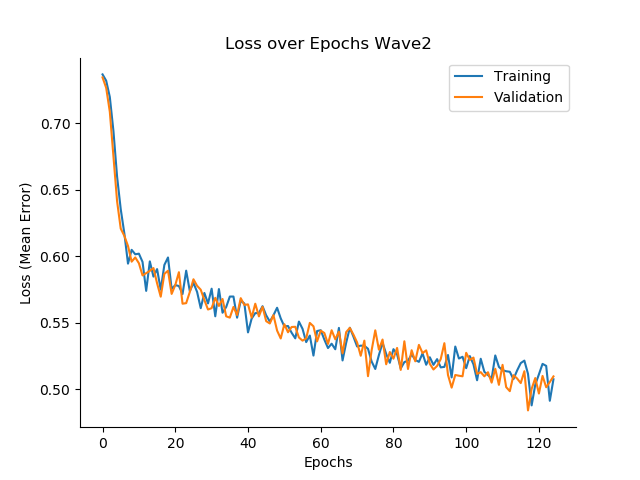 Loss over Epochs Wave2
Training
Validation
0.70
0.65
0.60
0.55
0.50
Loss (Mean Error)
0 20 40 60 80 100 120
Epochs